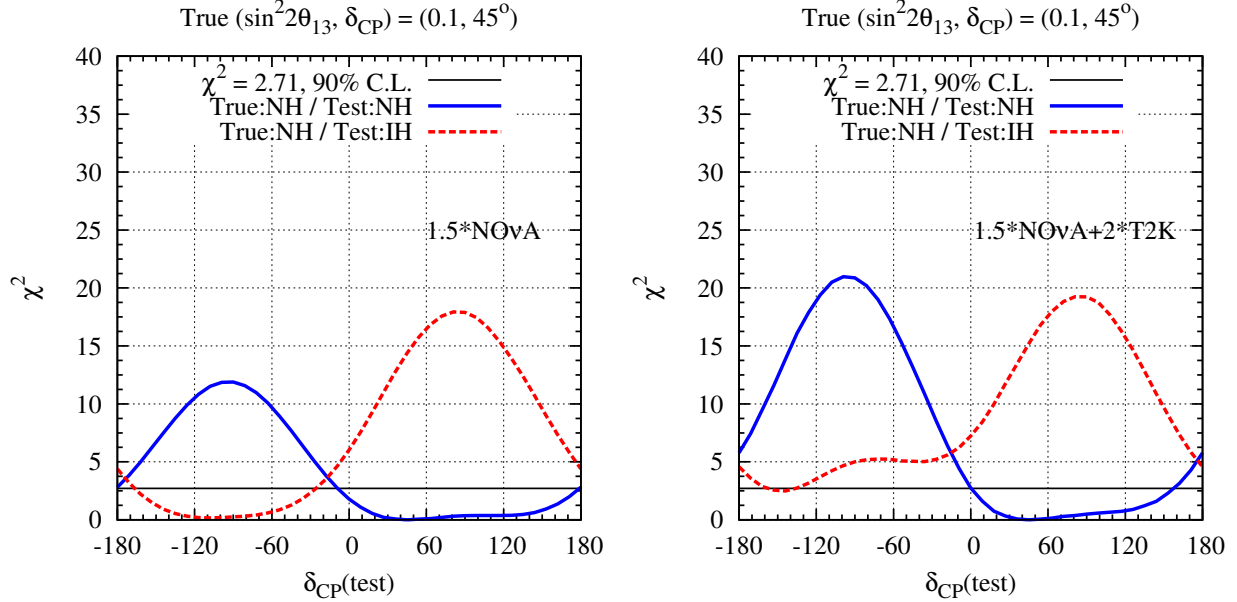 True (sin²2θ₁₃, δ_CP) = (0.1, 45°)
40
35
30
25
20
15
10
5
0
χ²
χ² = 2.71, 90% C.L.
True:NH / Test:NH
True:NH / Test:IH
1.5*NOνA
-180
-120
-60
0
60
120
180
δ_CP(test)
True (sin²2θ₁₃, δ_CP) = (0.1, 45°)
40
35
30
25
20
15
10
5
0
χ²
χ² = 2.71, 90% C.L.
True:NH / Test:NH
True:NH / Test:IH
1.5*NOνA+2*T2K
-180
-120
-60
0
60
120
180
δ_CP(test)